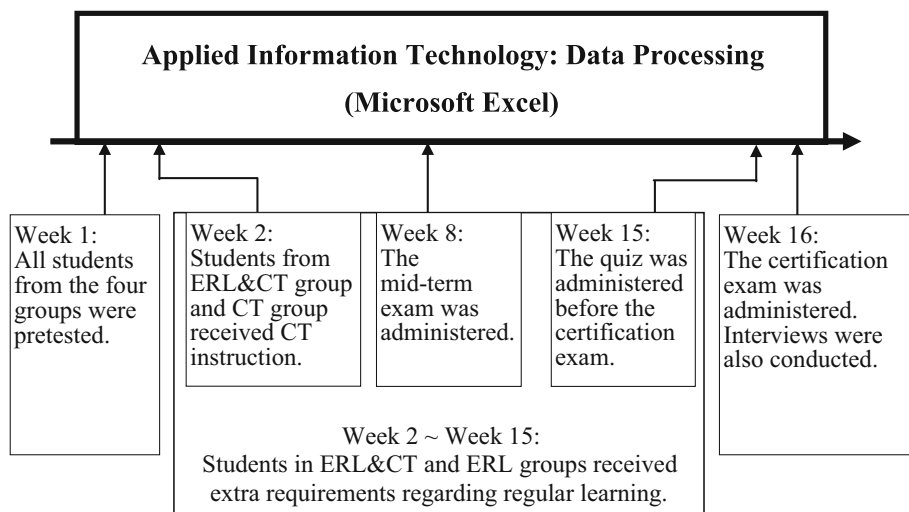 Applied Information Technology: Data Processing
(Microsoft Excel)
Week 1:
All students
from the four
groups were
pretested.
Week 2:
Students from
ERL&CT group
and CT group
received CT
instruction.
Week 8:
The
mid-term
exam was
administered.
Week 15:
The quiz was
administered
before the
certification
exam.
Week 16:
The certification
exam was
administered.
Interviews were
also conducted.
Week 2 ~ Week 15:
Students in ERL&CT and ERL groups received
extra requirements regarding regular learning.